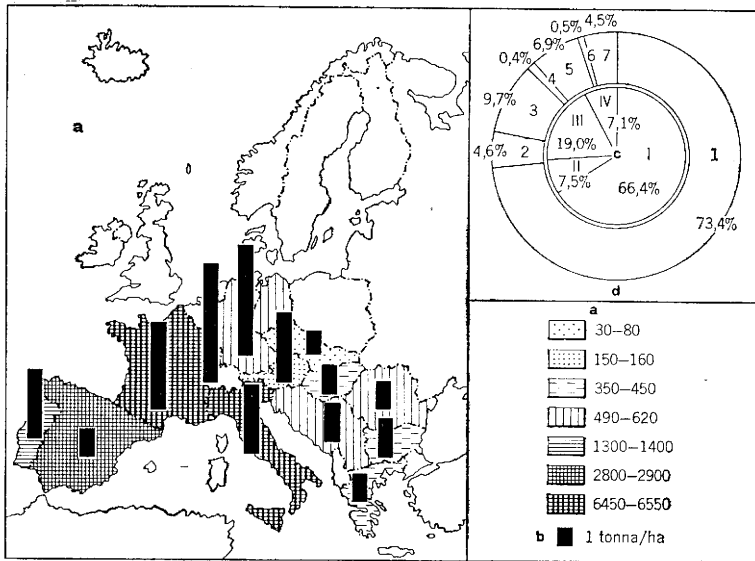 a
0,5% 4,5%
6,9%
0,4%
9,7%
4,6%
6 7
5
4
3
2
IV
III
7,1%
19,0%
c
I
1
II
7,5%
66,4%
73,4%
d
a
30—80
150—160
350—450
490—620
1300—1400
2800—2900
6450—6550
b 1 tonna/ha